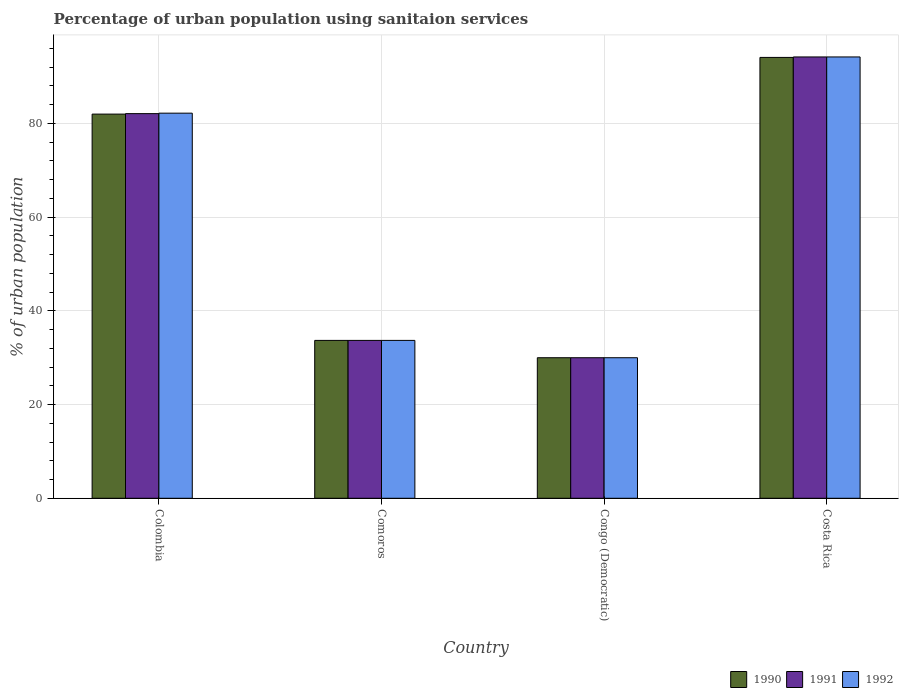 Percentage of urban population using sanitaion services
% of urban population
80
60
40
20
0
Colombia
Comoros
Congo (Democratic)
Costa Rica
Country
1990
1991
1992